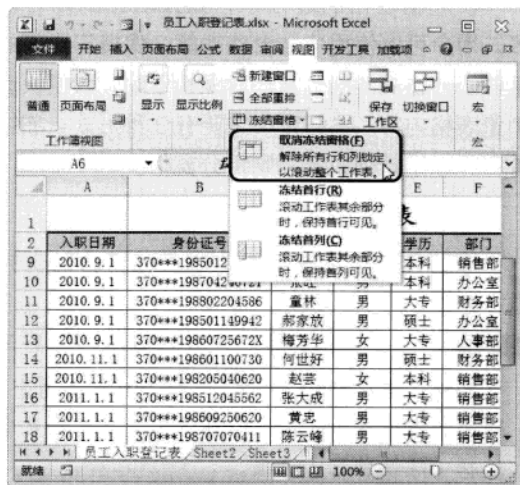 员工入职登记表.xlsx - Microsoft Excel
文件 开始 插入 页面布局 公式 数据 审阅 视图 开发工具 加载项
普通 页面布局 显示 显示比例 新建窗口 全部重排 冻结窗格 保存工作区 切换窗口 宏
工作簿视图 宏
A6
取消冻结窗格(F)
解除所有行和列锁定,
以滚动整个工作表。
冻结首行(R)
滚动工作表其余部分
时,保持首行可见。
冻结首列(C)
滚动工作表其余部分
时,保持首列可见。
A B E F
1 表
2 入职日期 身份证号 学历 部门
9 2010.9.1 370***1985012 本科 销售部
10 2010.9.1 男 本科 办公室
11 2010.9.1 370***198802204586 童林 男 大专 财务部
12 2010.9.1 370***198501149942 郝家放 男 硕士 办公室
13 2010.9.1 370***19860725672X 梅芳华 女 大专 人事部
14 2010.11.1 370***198601100730 何世好 男 硕士 财务部
15 2010.11.1 370***198205040620 赵芸 女 本科 销售部
16 2011.1.1 370***198512045562 张大成 男 大专 销售部
17 2011.1.1 370***198609250620 黄忠 男 大专 销售部
18 2011.1.1 370***198707070411 陈云峰 男 大专 销售部
员工入职登记表 Sheet2 Sheet3
就绪 100%